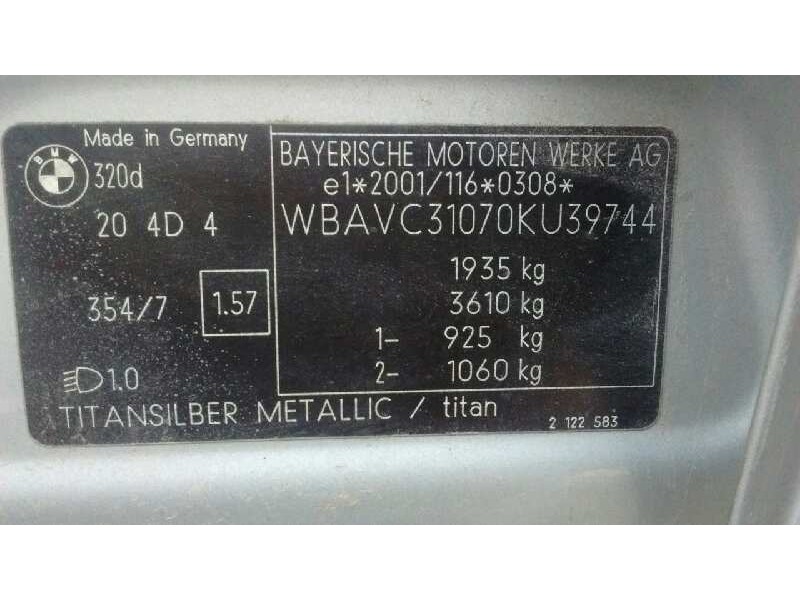 Made in Germany
BMW
320d
20 4D 4
354/7 1.57
1.0
BAYERISCHE MOTOREN WERKE AG
e1*2001/116*0308*
WBAVC31070KU39744
1935 kg
3610 kg
1- 925 kg
2- 1060 kg
TITANSILBER METALLIC / titan
2 122 583